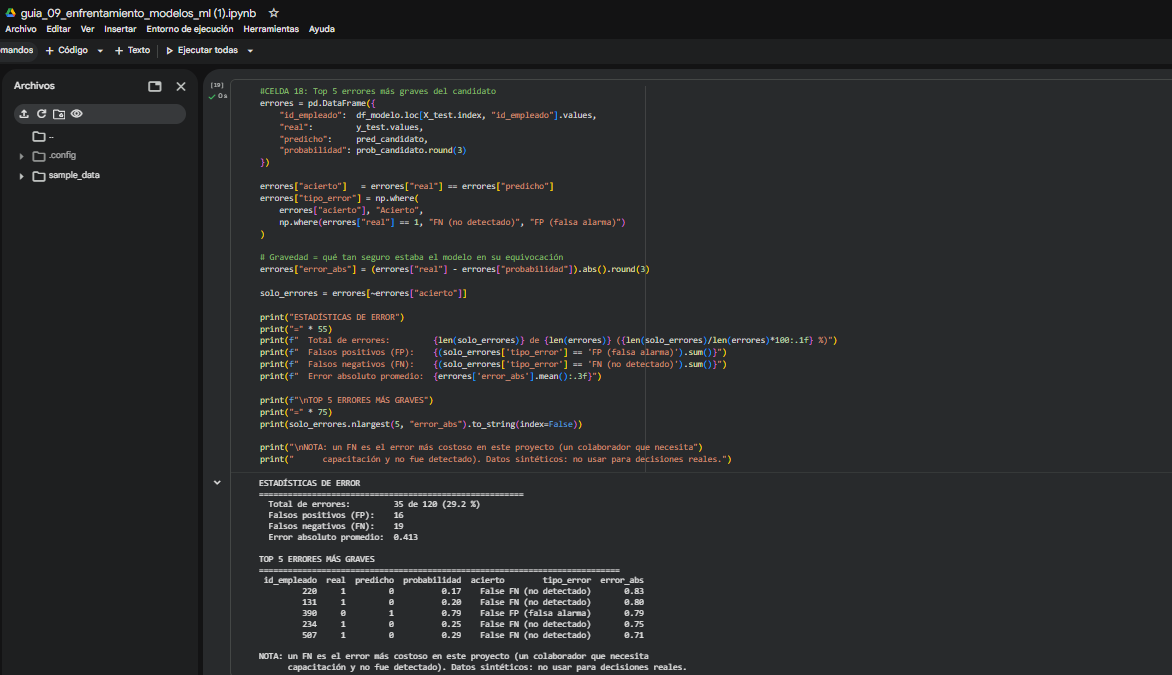 guia_09_enfrentamiento_modelos_ml (1).ipynb
Archivo Editar Ver Insertar Entorno de ejecución Herramientas Ayuda
mandos + Código + Texto Ejecutar todas
Archivos
..
.config
sample_data
[19]
0 s
#CELDA 18: Top 5 errores más graves del candidato
errores = pd.DataFrame({
    "id_empleado":  df_modelo.loc[X_test.index, "id_empleado"].values,
    "real":         y_test.values,
    "predicho":     pred_candidato,
    "probabilidad": prob_candidato.round(3)
})
errores["acierto"]   = errores["real"] == errores["predicho"]
errores["tipo_error"] = np.where(
    errores["acierto"], "Acierto",
    np.where(errores["real"] == 1, "FN (no detectado)", "FP (falsa alarma)")
)
# Gravedad = qué tan seguro estaba el modelo en su equivocación
errores["error_abs"] = (errores["real"] - errores["probabilidad"]).abs().round(3)
solo_errores = errores[~errores["acierto"]]
print("ESTADÍSTICAS DE ERROR")
print("=" * 55)
print(f"  Total de errores:         {len(solo_errores)} de {len(errores)} ({len(solo_errores)/len(errores)*100:.1f} %)")
print(f"  Falsos positivos (FP):    {(solo_errores['tipo_error'] == 'FP (falsa alarma)').sum()}")
print(f"  Falsos negativos (FN):    {(solo_errores['tipo_error'] == 'FN (no detectado)').sum()}")
print(f"  Error absoluto promedio:  {errores['error_abs'].mean():.3f}")
print(f"\nTOP 5 ERRORES MÁS GRAVES")
print("=" * 75)
print(solo_errores.nlargest(5, "error_abs").to_string(index=False))
print("\nNOTA: un FN es el error más costoso en este proyecto (un colaborador que necesita")
print("      capacitación y no fue detectado). Datos sintéticos: no usar para decisiones reales.")
ESTADÍSTICAS DE ERROR
=======================================================
  Total de errores:         35 de 120 (29.2 %)
  Falsos positivos (FP):    16
  Falsos negativos (FN):    19
  Error absoluto promedio:  0.413
TOP 5 ERRORES MÁS GRAVES
===========================================================================
 id_empleado  real  predicho  probabilidad  acierto        tipo_error  error_abs
         220     1         0          0.17    False FN (no detectado)       0.83
         131     1         0          0.20    False FN (no detectado)       0.80
         390     0         1          0.79    False FP (falsa alarma)       0.79
         234     1         0          0.25    False FN (no detectado)       0.75
         507     1         0          0.29    False FN (no detectado)       0.71
NOTA: un FN es el error más costoso en este proyecto (un colaborador que necesita
      capacitación y no fue detectado). Datos sintéticos: no usar para decisiones reales.